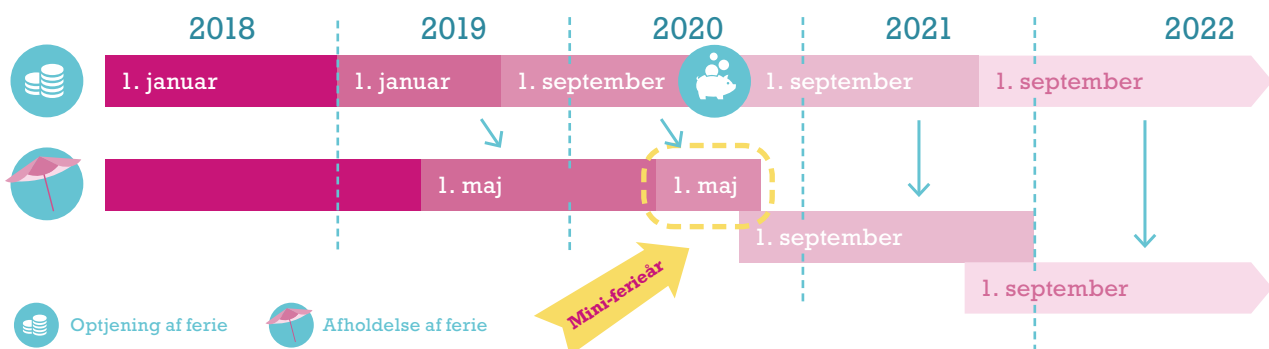 2018 2019 2020 2021 2022
1. januar 1. januar 1. september 1. september 1. september
1. maj 1. maj
1. september
1. september
Mini-ferieår
Optjening af ferie Afholdelse af ferie